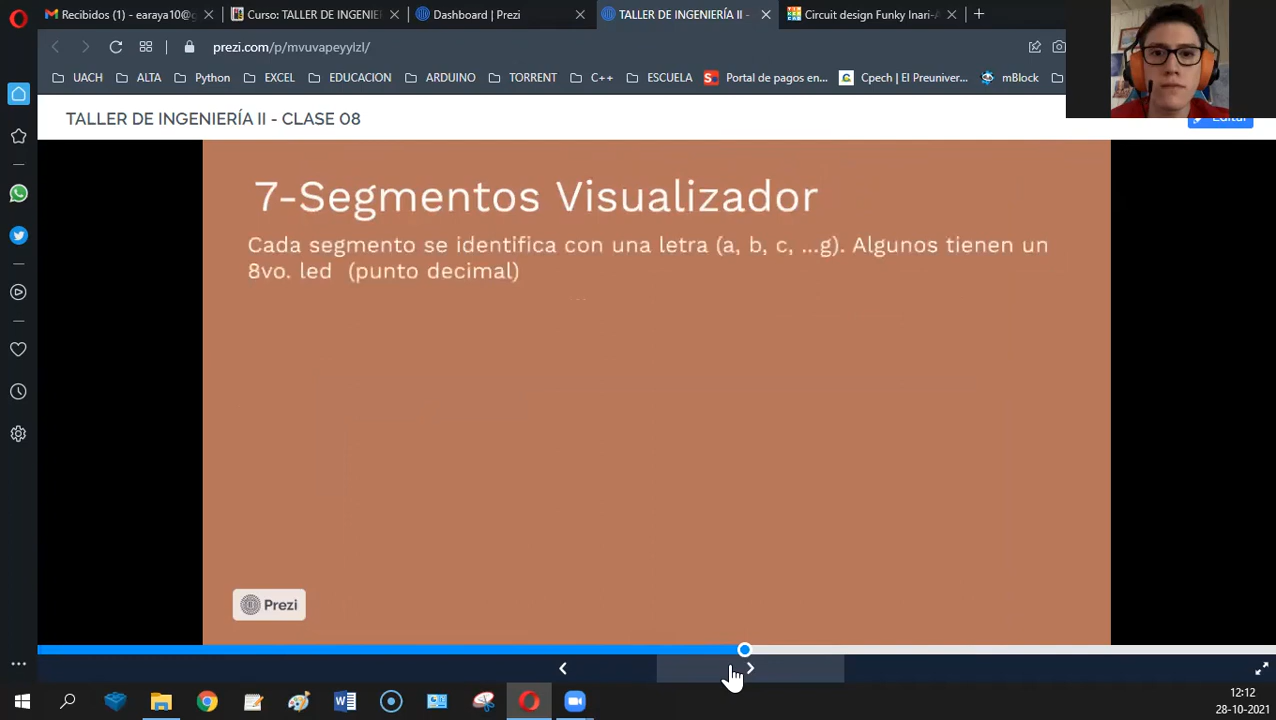 Recibidos (1) - earaya10@g
Curso: TALLER DE INGENIE
Dashboard | Prezi
TALLER DE INGENIERÍA II -
Circuit design Funky Inari-A
prezi.com/p/mvuvapeyylzl/
UACH
ALTA
Python
EXCEL
EDUCACION
ARDUINO
TORRENT
C++
ESCUELA
Portal de pagos en...
Cpech | El Preuniver...
mBlock
TALLER DE INGENIERÍA II - CLASE 08
Editar
7-Segmentos Visualizador
Cada segmento se identifica con una letra (a, b, c, ...g). Algunos tienen un
8vo. led (punto decimal)
Prezi
12:12
28-10-2021